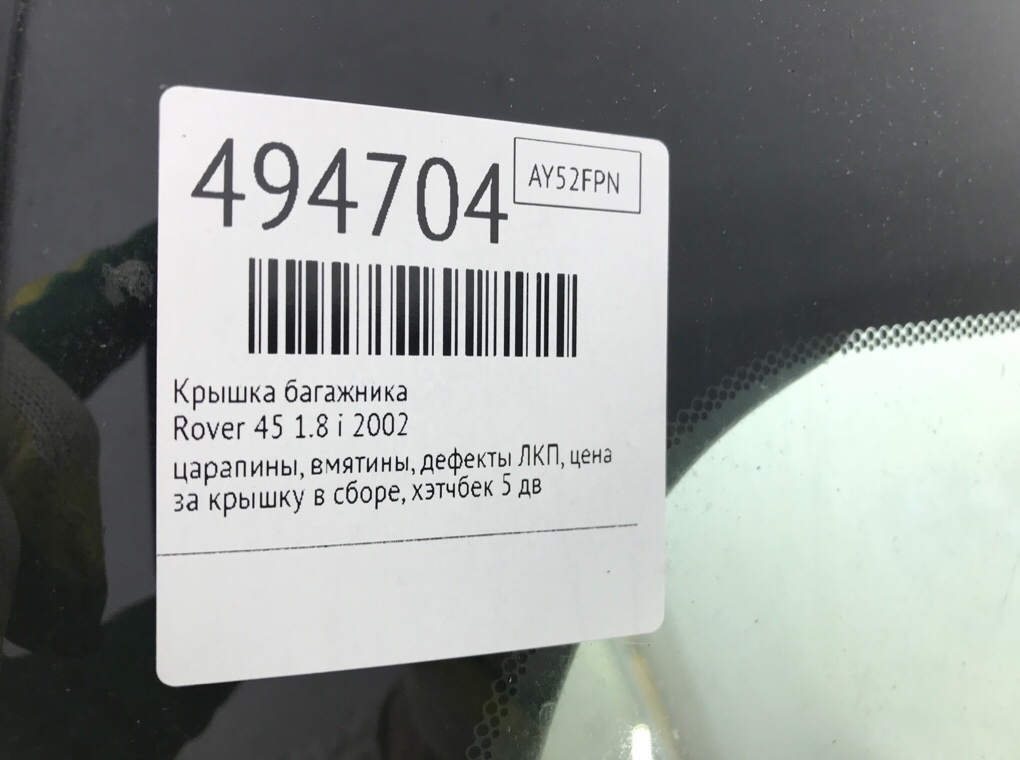 494704
AY52FPN
Крышка багажника
Rover 45 1.8 i 2002
царапины, вмятины, дефекты ЛКП, цена
за крышку в сборе, хэтчбек 5 дв